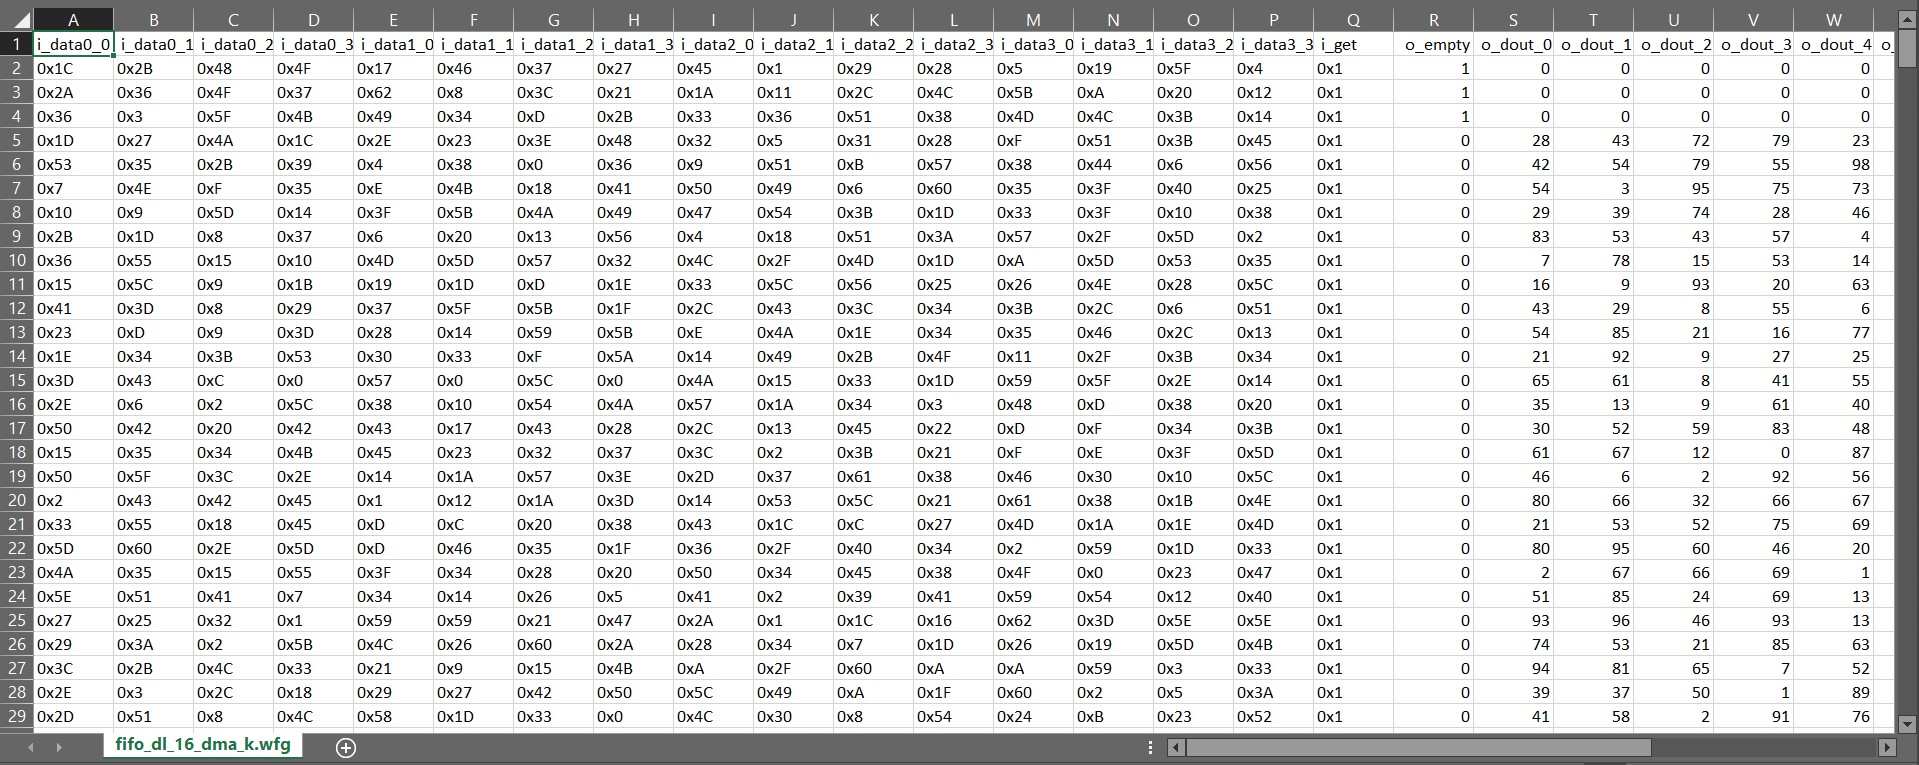 A B C D E F G H I J K L M N O P Q R S T U V W
1 i_data0_0 i_data0_1 i_data0_2 i_data0_3 i_data1_0 i_data1_1 i_data1_2 i_data1_3 i_data2_0 i_data2_1 i_data2_2 i_data2_3 i_data3_0 i_data3_1 i_data3_2 i_data3_3 i_get o_empty o_dout_0 o_dout_1 o_dout_2 o_dout_3 o_dout_4 o_
2 0x1C 0x2B 0x48 0x4F 0x17 0x46 0x37 0x27 0x45 0x1 0x29 0x28 0x5 0x19 0x5F 0x4 0x1 1 0 0 0 0 0
3 0x2A 0x36 0x4F 0x37 0x62 0x8 0x3C 0x21 0x1A 0x11 0x2C 0x4C 0x5B 0xA 0x20 0x12 0x1 1 0 0 0 0 0
4 0x36 0x3 0x5F 0x4B 0x49 0x34 0xD 0x2B 0x33 0x36 0x51 0x38 0x4D 0x4C 0x3B 0x14 0x1 1 0 0 0 0 0
5 0x1D 0x27 0x4A 0x1C 0x2E 0x23 0x3E 0x48 0x32 0x5 0x31 0x28 0xF 0x51 0x3B 0x45 0x1 0 28 43 72 79 23
6 0x53 0x35 0x2B 0x39 0x4 0x38 0x0 0x36 0x9 0x51 0xB 0x57 0x38 0x44 0x6 0x56 0x1 0 42 54 79 55 98
7 0x7 0x4E 0xF 0x35 0xE 0x4B 0x18 0x41 0x50 0x49 0x6 0x60 0x35 0x3F 0x40 0x25 0x1 0 54 3 95 75 73
8 0x10 0x9 0x5D 0x14 0x3F 0x5B 0x4A 0x49 0x47 0x54 0x3B 0x1D 0x33 0x3F 0x10 0x38 0x1 0 29 39 74 28 46
9 0x2B 0x1D 0x8 0x37 0x6 0x20 0x13 0x56 0x4 0x18 0x51 0x3A 0x57 0x2F 0x5D 0x2 0x1 0 83 53 43 57 4
10 0x36 0x55 0x15 0x10 0x4D 0x5D 0x57 0x32 0x4C 0x2F 0x4D 0x1D 0xA 0x5D 0x53 0x35 0x1 0 7 78 15 53 14
11 0x15 0x5C 0x9 0x1B 0x19 0x1D 0xD 0x1E 0x33 0x5C 0x56 0x25 0x26 0x4E 0x28 0x5C 0x1 0 16 9 93 20 63
12 0x41 0x3D 0x8 0x29 0x37 0x5F 0x5B 0x1F 0x2C 0x43 0x3C 0x34 0x3B 0x2C 0x6 0x51 0x1 0 43 29 8 55 6
13 0x23 0xD 0x9 0x3D 0x28 0x14 0x59 0x5B 0xE 0x4A 0x1E 0x34 0x35 0x46 0x2C 0x13 0x1 0 54 85 21 16 77
14 0x1E 0x34 0x3B 0x53 0x30 0x33 0xF 0x5A 0x14 0x49 0x2B 0x4F 0x11 0x2F 0x3B 0x34 0x1 0 21 92 9 27 25
15 0x3D 0x43 0xC 0x0 0x57 0x0 0x5C 0x0 0x4A 0x15 0x33 0x1D 0x59 0x5F 0x2E 0x14 0x1 0 65 61 8 41 55
16 0x2E 0x6 0x2 0x5C 0x38 0x10 0x54 0x4A 0x57 0x1A 0x34 0x3 0x48 0xD 0x38 0x20 0x1 0 35 13 9 61 40
17 0x50 0x42 0x20 0x42 0x43 0x17 0x43 0x28 0x2C 0x13 0x45 0x22 0xD 0xF 0x34 0x3B 0x1 0 30 52 59 83 48
18 0x15 0x35 0x34 0x4B 0x45 0x23 0x32 0x37 0x3C 0x2 0x3B 0x21 0xF 0xE 0x3F 0x5D 0x1 0 61 67 12 0 87
19 0x50 0x5F 0x3C 0x2E 0x14 0x1A 0x57 0x3E 0x2D 0x37 0x61 0x38 0x46 0x30 0x10 0x5C 0x1 0 46 6 2 92 56
20 0x2 0x43 0x42 0x45 0x1 0x12 0x1A 0x3D 0x14 0x53 0x5C 0x21 0x61 0x38 0x1B 0x4E 0x1 0 80 66 32 66 67
21 0x33 0x55 0x18 0x45 0xD 0xC 0x20 0x38 0x43 0x1C 0xC 0x27 0x4D 0x1A 0x1E 0x4D 0x1 0 21 53 52 75 69
22 0x5D 0x60 0x2E 0x5D 0xD 0x46 0x35 0x1F 0x36 0x2F 0x40 0x34 0x2 0x59 0x1D 0x33 0x1 0 80 95 60 46 20
23 0x4A 0x35 0x15 0x55 0x3F 0x34 0x28 0x20 0x50 0x34 0x45 0x38 0x4F 0x0 0x23 0x47 0x1 0 2 67 66 69 1
24 0x5E 0x51 0x41 0x7 0x34 0x14 0x26 0x5 0x41 0x2 0x39 0x41 0x59 0x54 0x12 0x40 0x1 0 51 85 24 69 13
25 0x27 0x25 0x32 0x1 0x59 0x59 0x21 0x47 0x2A 0x1 0x1C 0x16 0x62 0x3D 0x5E 0x5E 0x1 0 93 96 46 93 13
26 0x29 0x3A 0x2 0x5B 0x4C 0x26 0x60 0x2A 0x28 0x34 0x7 0x1D 0x26 0x19 0x5D 0x4B 0x1 0 74 53 21 85 63
27 0x3C 0x2B 0x4C 0x33 0x21 0x9 0x15 0x4B 0xA 0x2F 0x60 0xA 0xA 0x59 0x3 0x33 0x1 0 94 81 65 7 52
28 0x2E 0x3 0x2C 0x18 0x29 0x27 0x42 0x50 0x5C 0x49 0xA 0x1F 0x60 0x2 0x5 0x3A 0x1 0 39 37 50 1 89
29 0x2D 0x51 0x8 0x4C 0x58 0x1D 0x33 0x0 0x4C 0x30 0x8 0x54 0x24 0xB 0x23 0x52 0x1 0 41 58 2 91 76
fifo_dl_16_dma_k.wfg